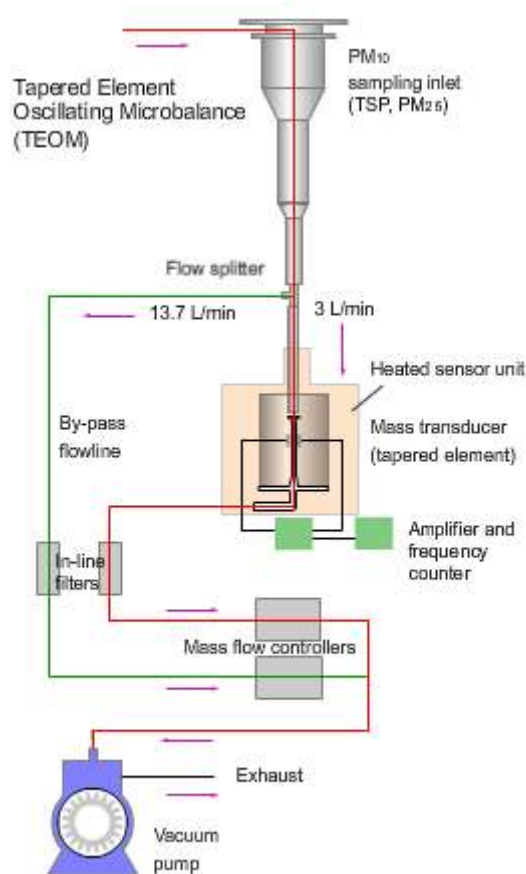 Tapered Element
Oscillating Microbalance
(TEOM)
PM10
sampling inlet
(TSP, PM2.5)
Flow splitter
13.7 L/min
3 L/min
Heated sensor unit
By-pass
flowline
Mass transducer
(tapered element)
Amplifier and
frequency
counter
In-line
filters
Mass flow controllers
Exhaust
Vacuum
pump